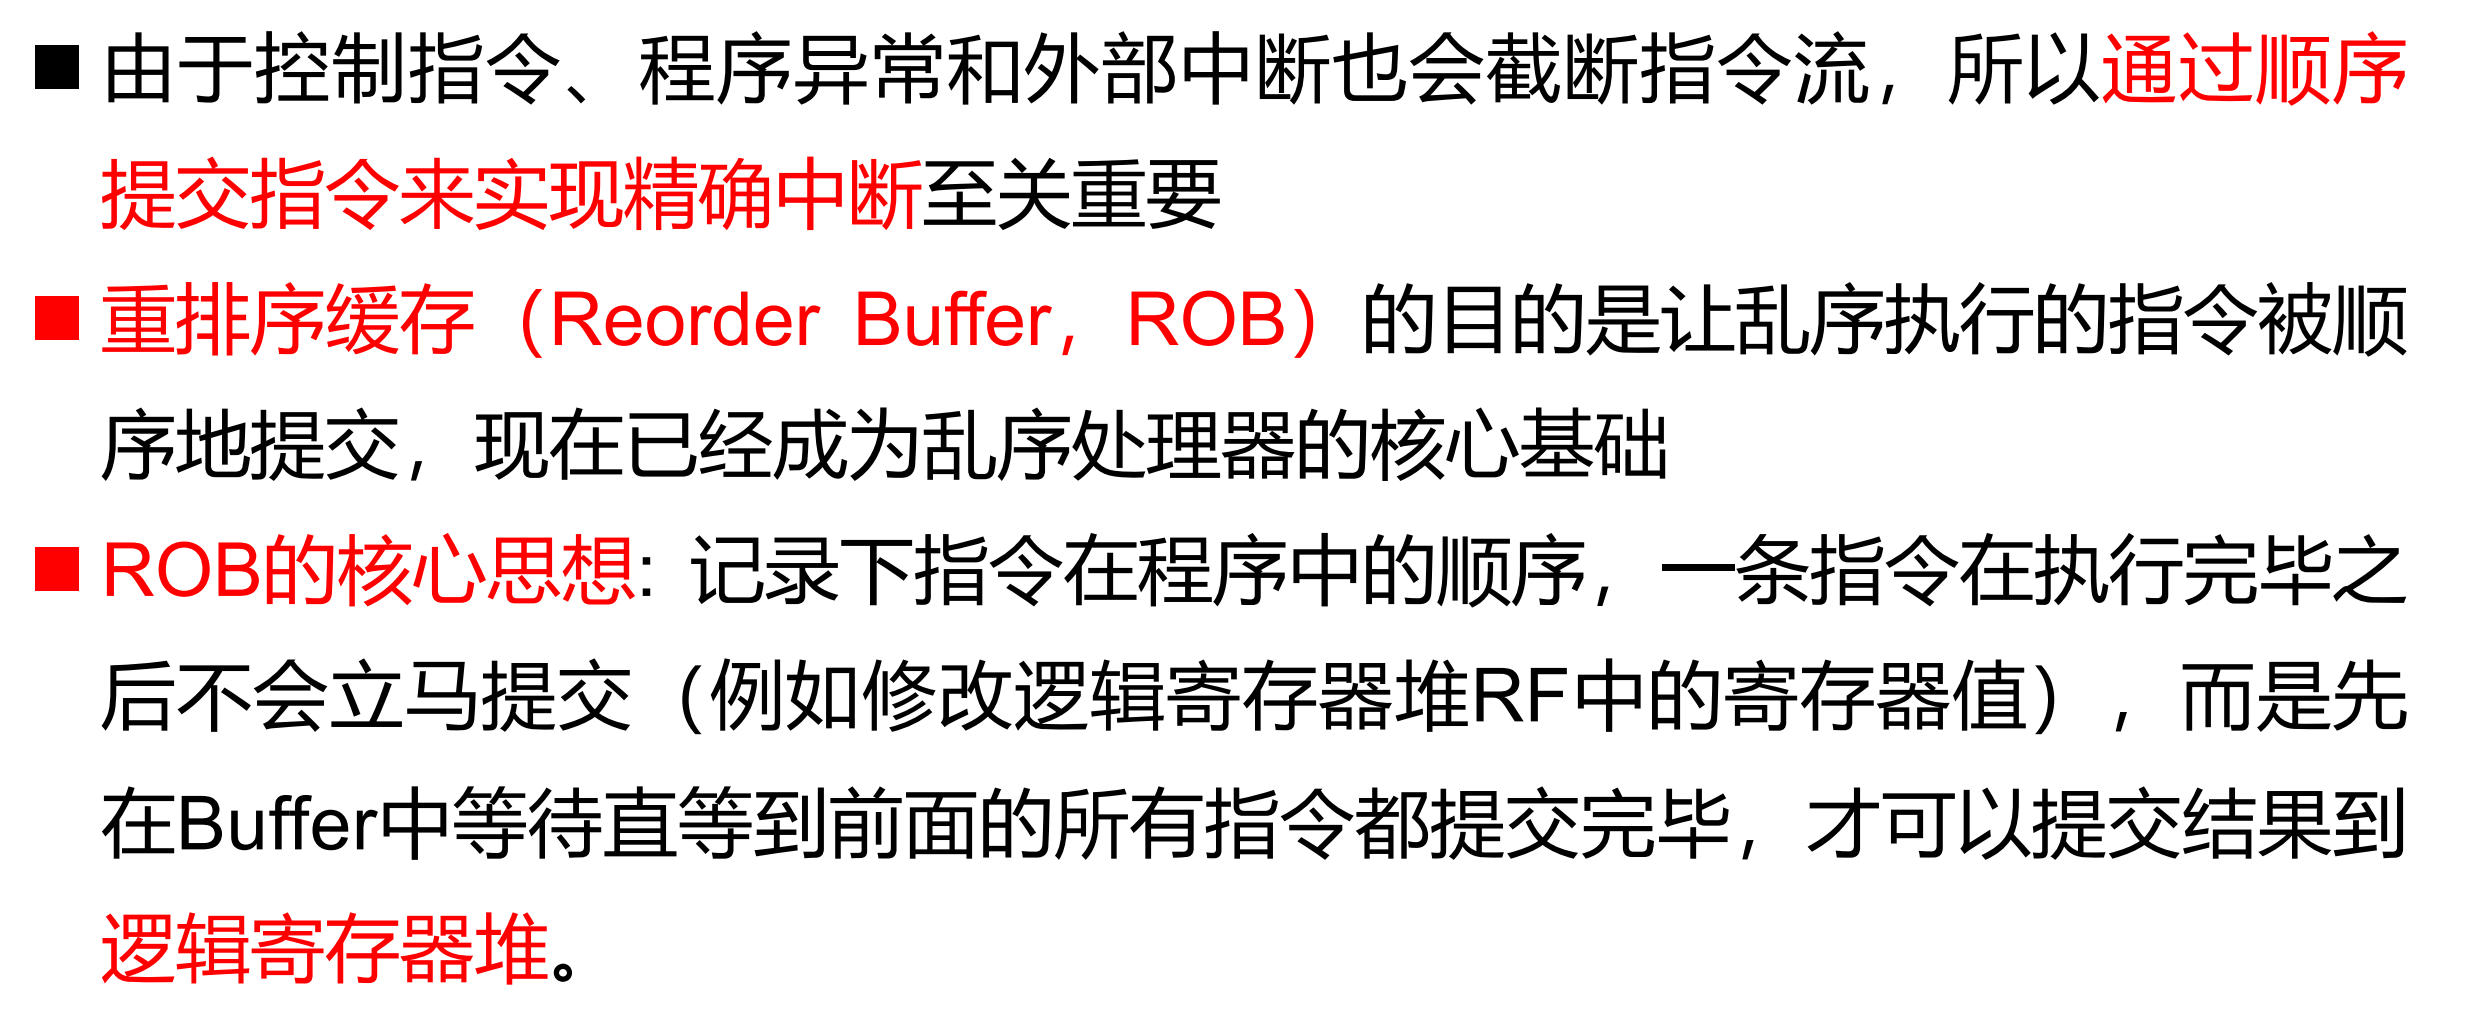 ■ 由于控制指令、程序异常和外部中断也会截断指令流，所以通过顺序
提交指令来实现精确中断至关重要
■ 重排序缓存（Reorder Buffer，ROB）的目的是让乱序执行的指令被顺
序地提交，现在已经成为乱序处理器的核心基础
■ ROB的核心思想：记录下指令在程序中的顺序，一条指令在执行完毕之
后不会立马提交（例如修改逻辑寄存器堆RF中的寄存器值），而是先
在Buffer中等待直等到前面的所有指令都提交完毕，才可以提交结果到
逻辑寄存器堆。